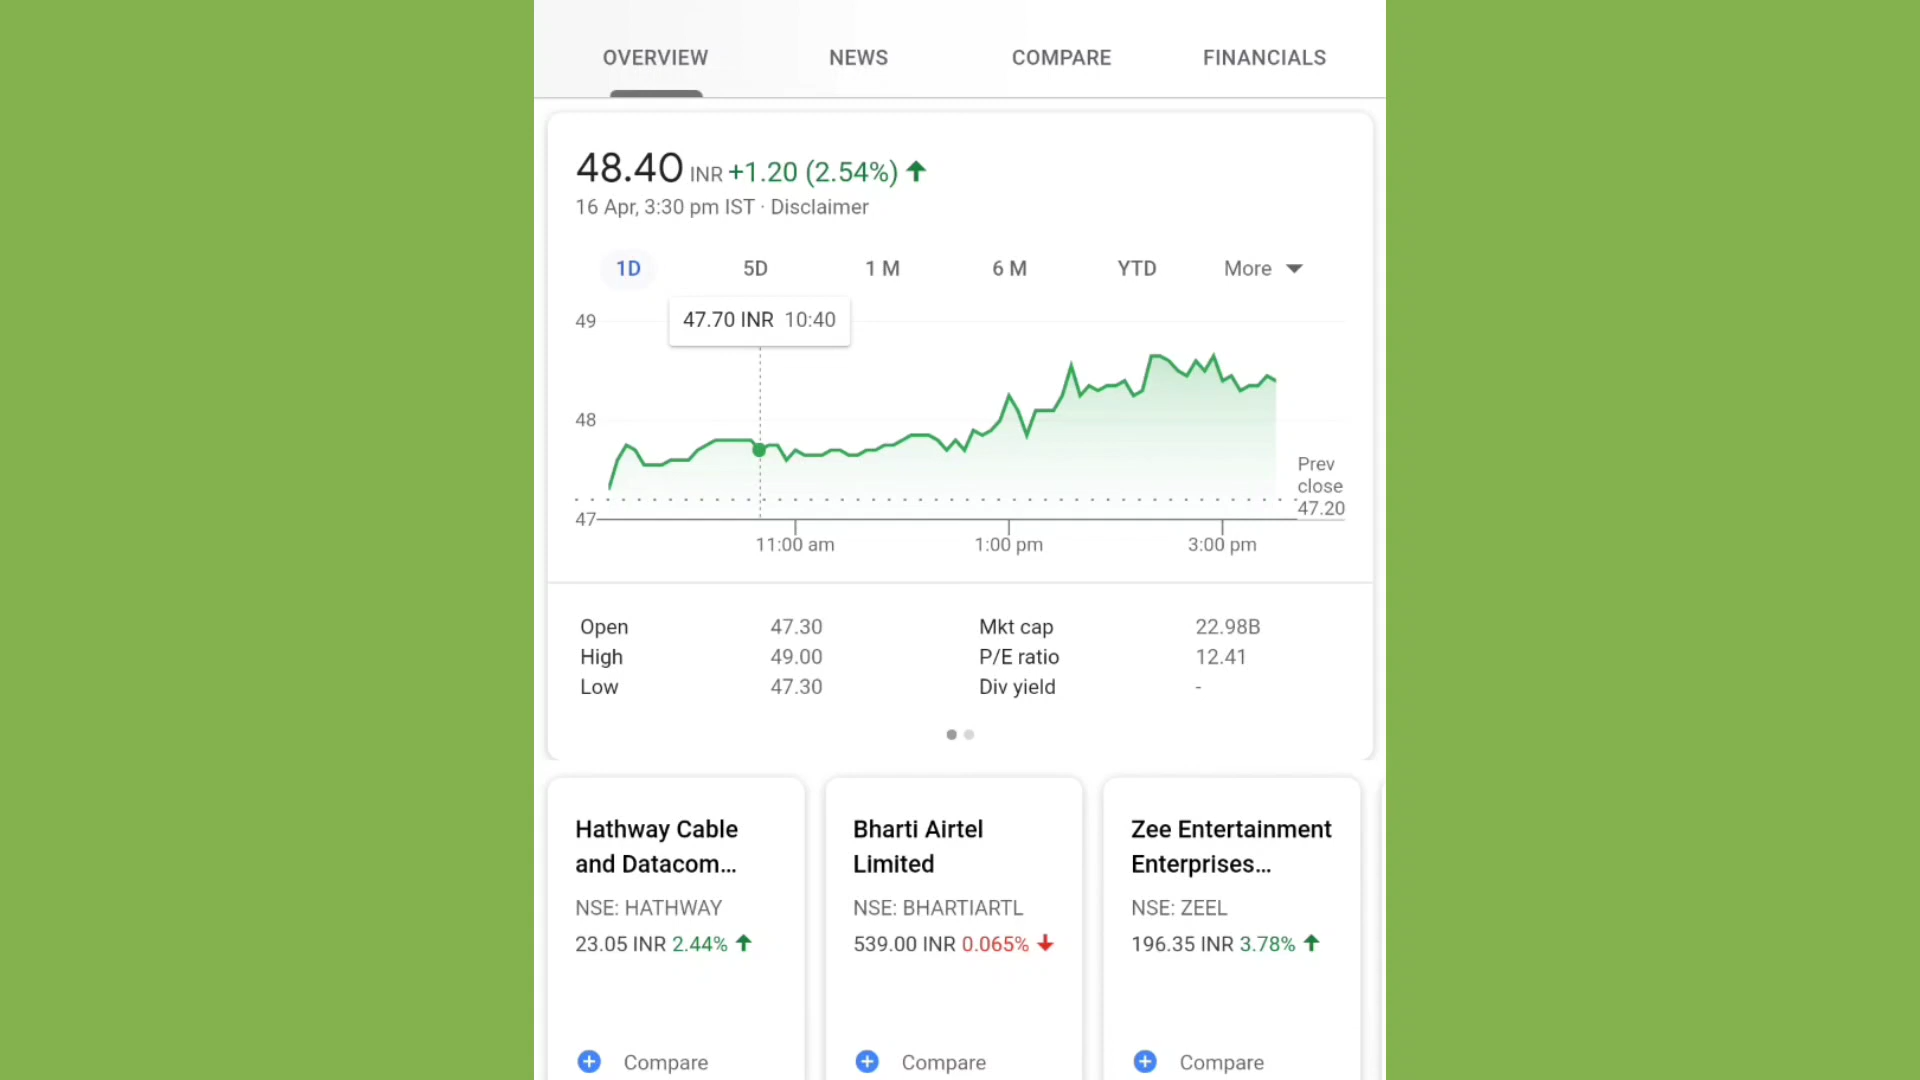 OVERVIEW NEWS COMPARE FINANCIALS
48.40 INR +1.20 (2.54%)
16 Apr, 3:30 pm IST · Disclaimer
1D 5D 1 M 6 M YTD More
47.70 INR 10:40
49
48
47
Prev
close
47.20
11:00 am 1:00 pm 3:00 pm
Open 47.30 Mkt cap 22.98B
High 49.00 P/E ratio 12.41
Low 47.30 Div yield -
Hathway Cable
and Datacom...
NSE: HATHWAY
23.05 INR 2.44%
Compare
Bharti Airtel
Limited
NSE: BHARTIARTL
539.00 INR 0.065%
Compare
Zee Entertainment
Enterprises...
NSE: ZEEL
196.35 INR 3.78%
Compare